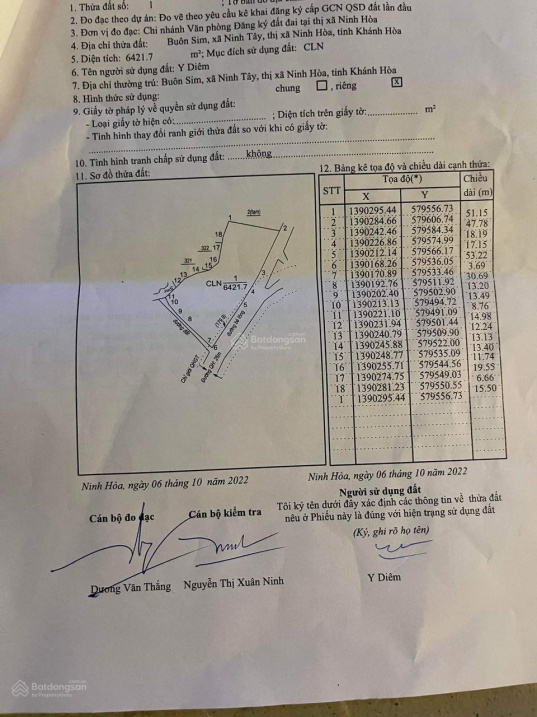 1. Thửa đất số: 1 ; Tờ bản đồ địa
2. Đo đạc theo dự án: Đo vẽ theo yêu cầu kê khai đăng ký cấp GCN QSD đất lần đầu
3. Đơn vị đo đạc: Chi nhánh Văn phòng Đăng ký đất đai tại thị xã Ninh Hòa
4. Địa chỉ thửa đất: Buôn Sim, xã Ninh Tây, thị xã Ninh Hòa, tỉnh Khánh Hòa
5. Diện tích: 6421.7 m²; Mục đích sử dụng đất: CLN
6. Tên người sử dụng đất: Y Diêm
7. Địa chỉ thường trú: Buôn Sim, xã Ninh Tây, thị xã Ninh Hòa, tỉnh Khánh Hòa
8. Hình thức sử dụng: chung , riêng X
9. Giấy tờ pháp lý về quyền sử dụng đất:
- Loại giấy tờ hiện có: ; Diện tích trên giấy tờ: m²
- Tình hình thay đổi ranh giới thửa đất so với khi có giấy tờ:
10. Tình hình tranh chấp sử dụng đất: ......không
11. Sơ đồ thửa đất:
12. Bảng kê tọa độ và chiều dài cạnh thửa:
STT Tọa độ(*) Chiều dài (m)
X Y
1 1390295.44 579556.73
51.15
2 1390284.66 579606.74
47.78
3 1390242.46 579584.34
18.19
4 1390226.86 579574.99
17.15
5 1390212.14 579566.17
53.22
6 1390168.26 579536.05
3.69
7 1390170.89 579533.46
30.69
8 1390192.76 579511.92
13.20
9 1390202.40 579502.90
13.49
10 1390213.13 579494.72
8.76
11 1390221.10 579491.09
14.98
12 1390231.94 579501.44
12.24
13 1390240.79 579509.90
13.13
14 1390245.88 579522.00
13.40
15 1390248.77 579535.09
11.74
16 1390255.71 579544.56
19.55
17 1390274.75 579549.03
6.66
18 1390281.23 579550.55
15.50
1 1390295.44 579556.73
CLN 1
6421.7
đường đất
Đường QH 26m
Batdongsan
by PropertyGuru
Ninh Hòa, ngày 06 tháng 10 năm 2022
Ninh Hòa, ngày 06 tháng 10 năm 2022
Cán bộ đo đạc
Cán bộ kiểm tra
Người sử dụng đất
Tôi ký tên dưới đây xác định các thông tin về thửa đất
nêu ở Phiếu này là đúng với hiện trạng sử dụng đất
(Ký, ghi rõ họ tên)
Dương Văn Thắng
Nguyễn Thị Xuân Ninh
Y Diêm
Batdongsan
by PropertyGuru
Batdongsan
by PropertyGuru